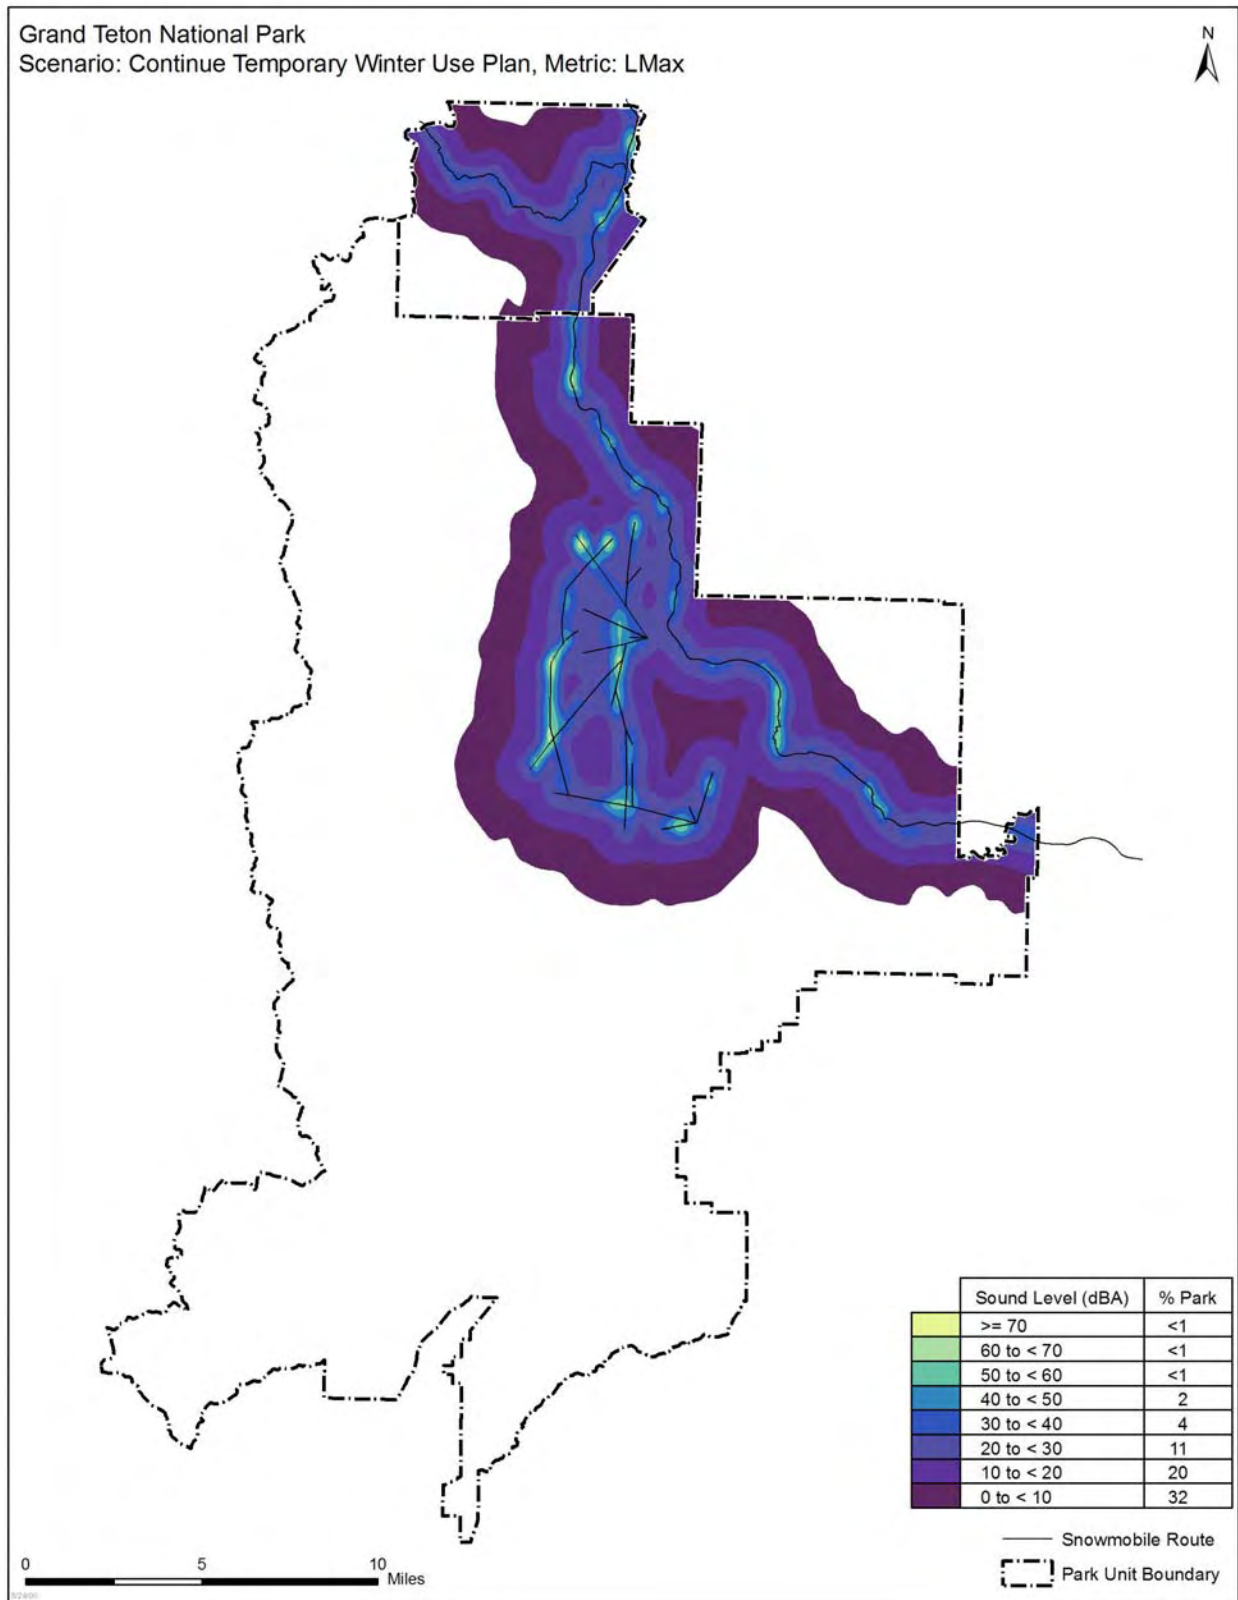 Grand Teton National Park
Scenario: Continue Temporary Winter Use Plan, Metric: LMax
N
Sound Level (dBA) % Park
>= 70 <1
60 to < 70 <1
50 to < 60 <1
40 to < 50 2
30 to < 40 4
20 to < 30 11
10 to < 20 20
0 to < 10 32
Snowmobile Route
Park Unit Boundary
0 5 10
Miles